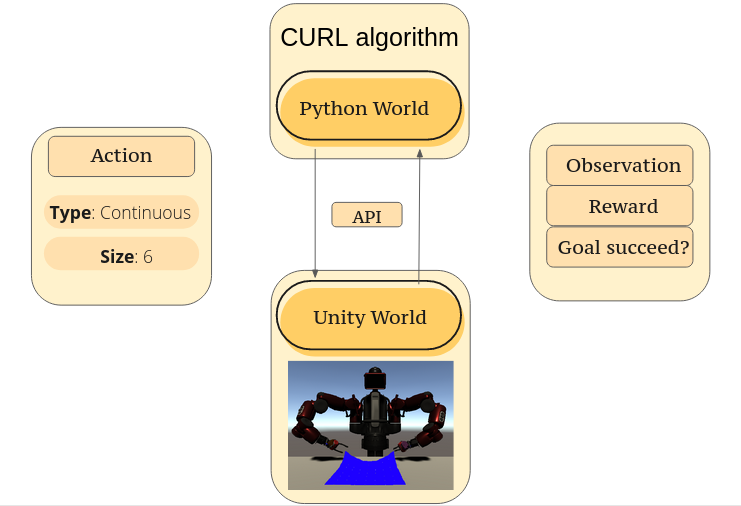 CURL algorithm
Python World
Action
Type: Continuous
Size: 6
API
Observation
Reward
Goal succeed?
Unity World